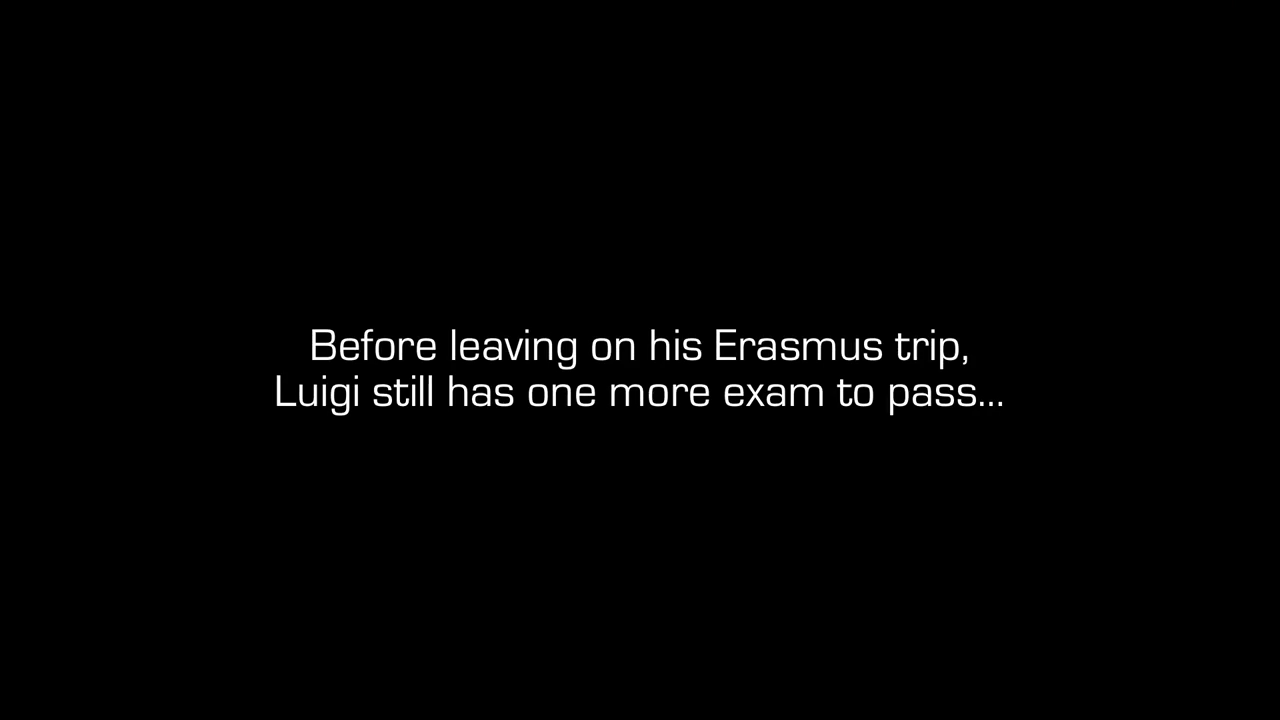 Before leaving on his Erasmus trip,
Luigi still has one more exam to pass...